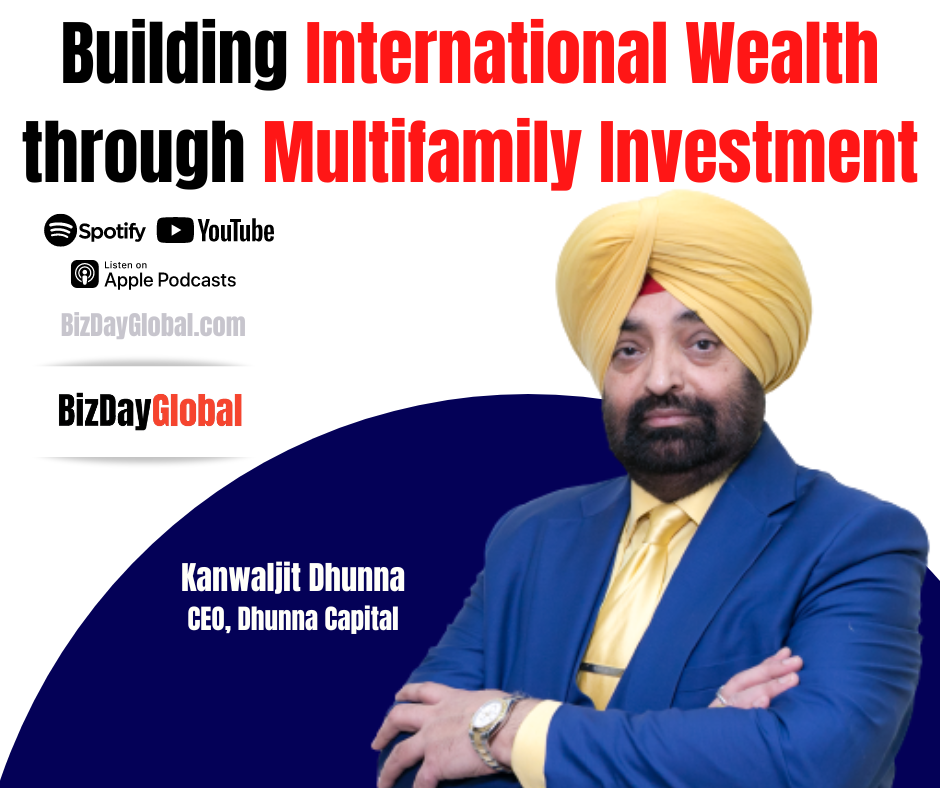 Building International Wealth
through Multifamily Investment
Spotify YouTube
Listen on
Apple Podcasts
BizDayGlobal.com
BizDayGlobal
Kanwaljit Dhunna
CEO, Dhunna Capital